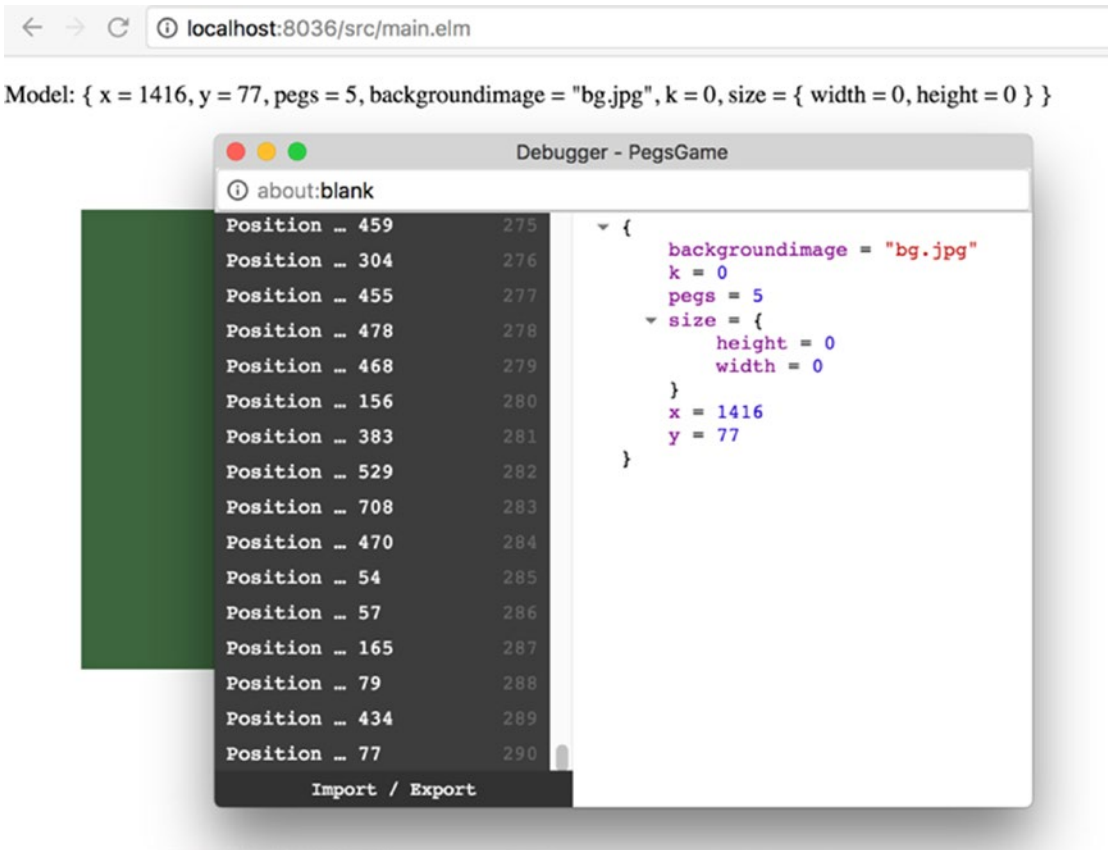 localhost:8036/src/main.elm
Model: { x = 1416, y = 77, pegs = 5, backgroundimage = "bg.jpg", k = 0, size = { width = 0, height = 0 } }
Debugger - PegsGame
about:blank
Position … 459 275
Position … 304 276
Position … 455 277
Position … 478 278
Position … 468 279
Position … 156 280
Position … 383 281
Position … 529 282
Position … 708 283
Position … 470 284
Position … 54 285
Position … 57 286
Position … 165 287
Position … 79 288
Position … 434 289
Position … 77 290
Import / Export
{
backgroundimage = "bg.jpg"
k = 0
pegs = 5
size = {
height = 0
width = 0
}
x = 1416
y = 77
}